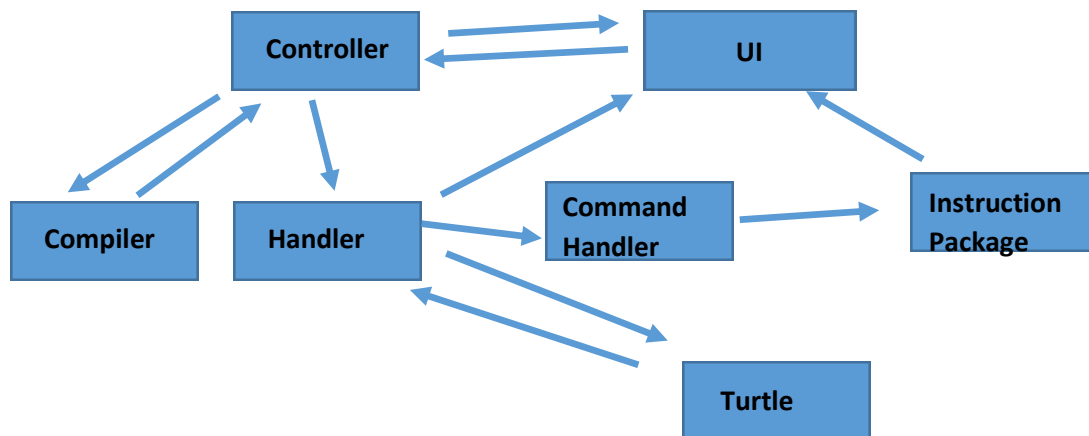 Controller
UI
Compiler
Handler
Command
Handler
Instruction
Package
Turtle